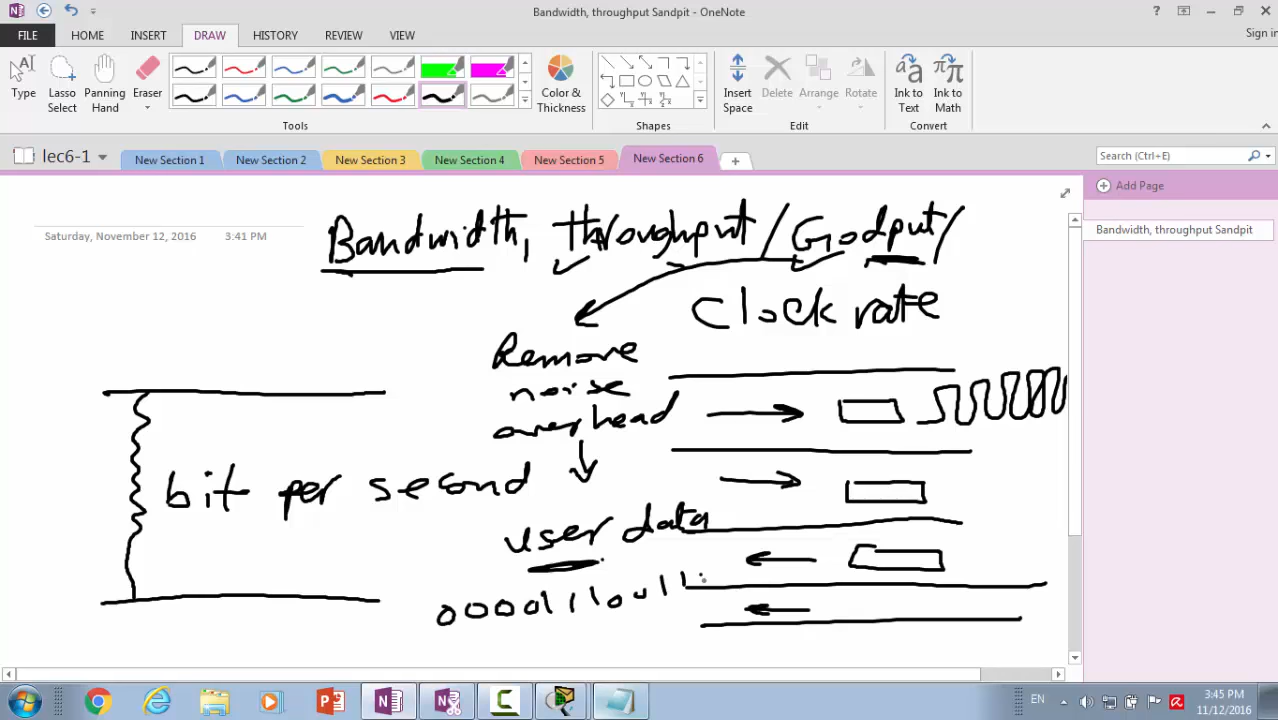 Bandwidth, throughput Sandpit - OneNote
FILE HOME INSERT DRAW HISTORY REVIEW VIEW
Sign in
Type
Lasso Select
Panning Hand
Eraser
Color & Thickness
Insert Space
Delete
Arrange
Rotate
Ink to Text
Ink to Math
Tools
Shapes
Edit
Convert
lec6-1
New Section 1
New Section 2
New Section 3
New Section 4
New Section 5
New Section 6
Search (Ctrl+E)
Add Page
Bandwidth, throughput Sandpit
Saturday, November 12, 2016 3:41 PM
Bandwidth, throughput / Godput /
Clock rate
Remove
noise
overhead
bit per second
user data
EN
3:45 PM
11/12/2016